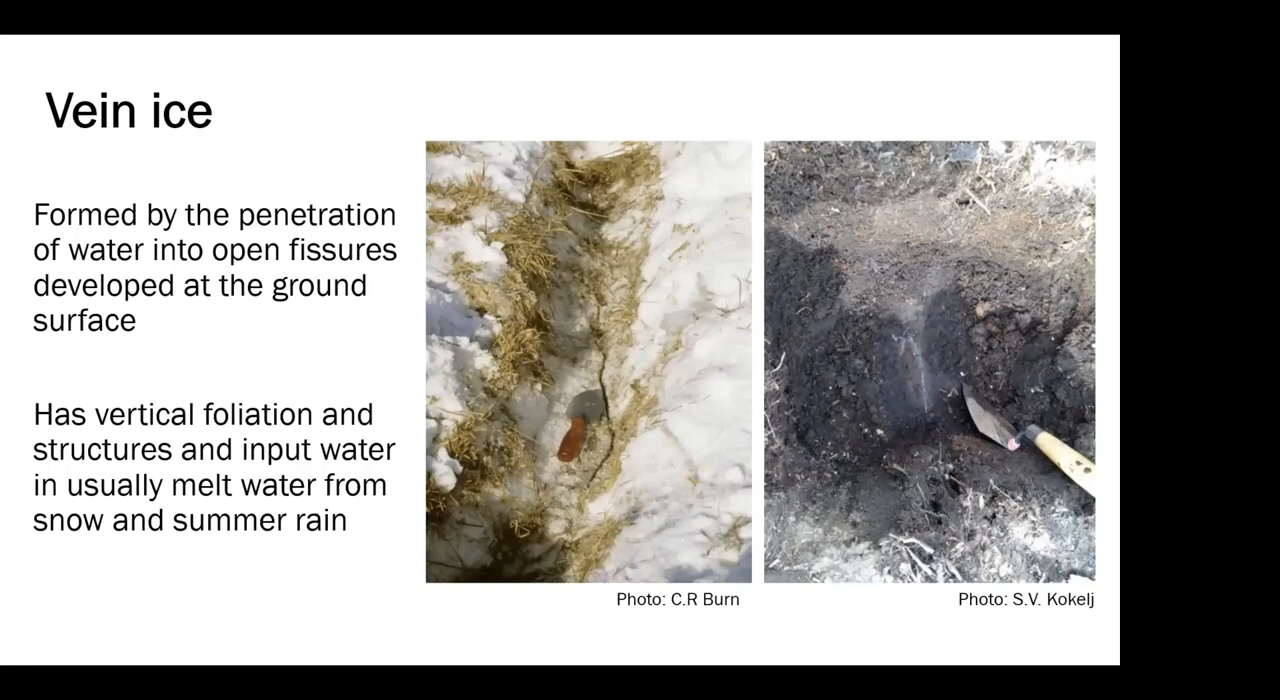 Vein ice
Formed by the penetration
of water into open fissures
developed at the ground
surface
Has vertical foliation and
structures and input water
in usually melt water from
snow and summer rain
Photo: C.R Burn
Photo: S.V. Kokelj